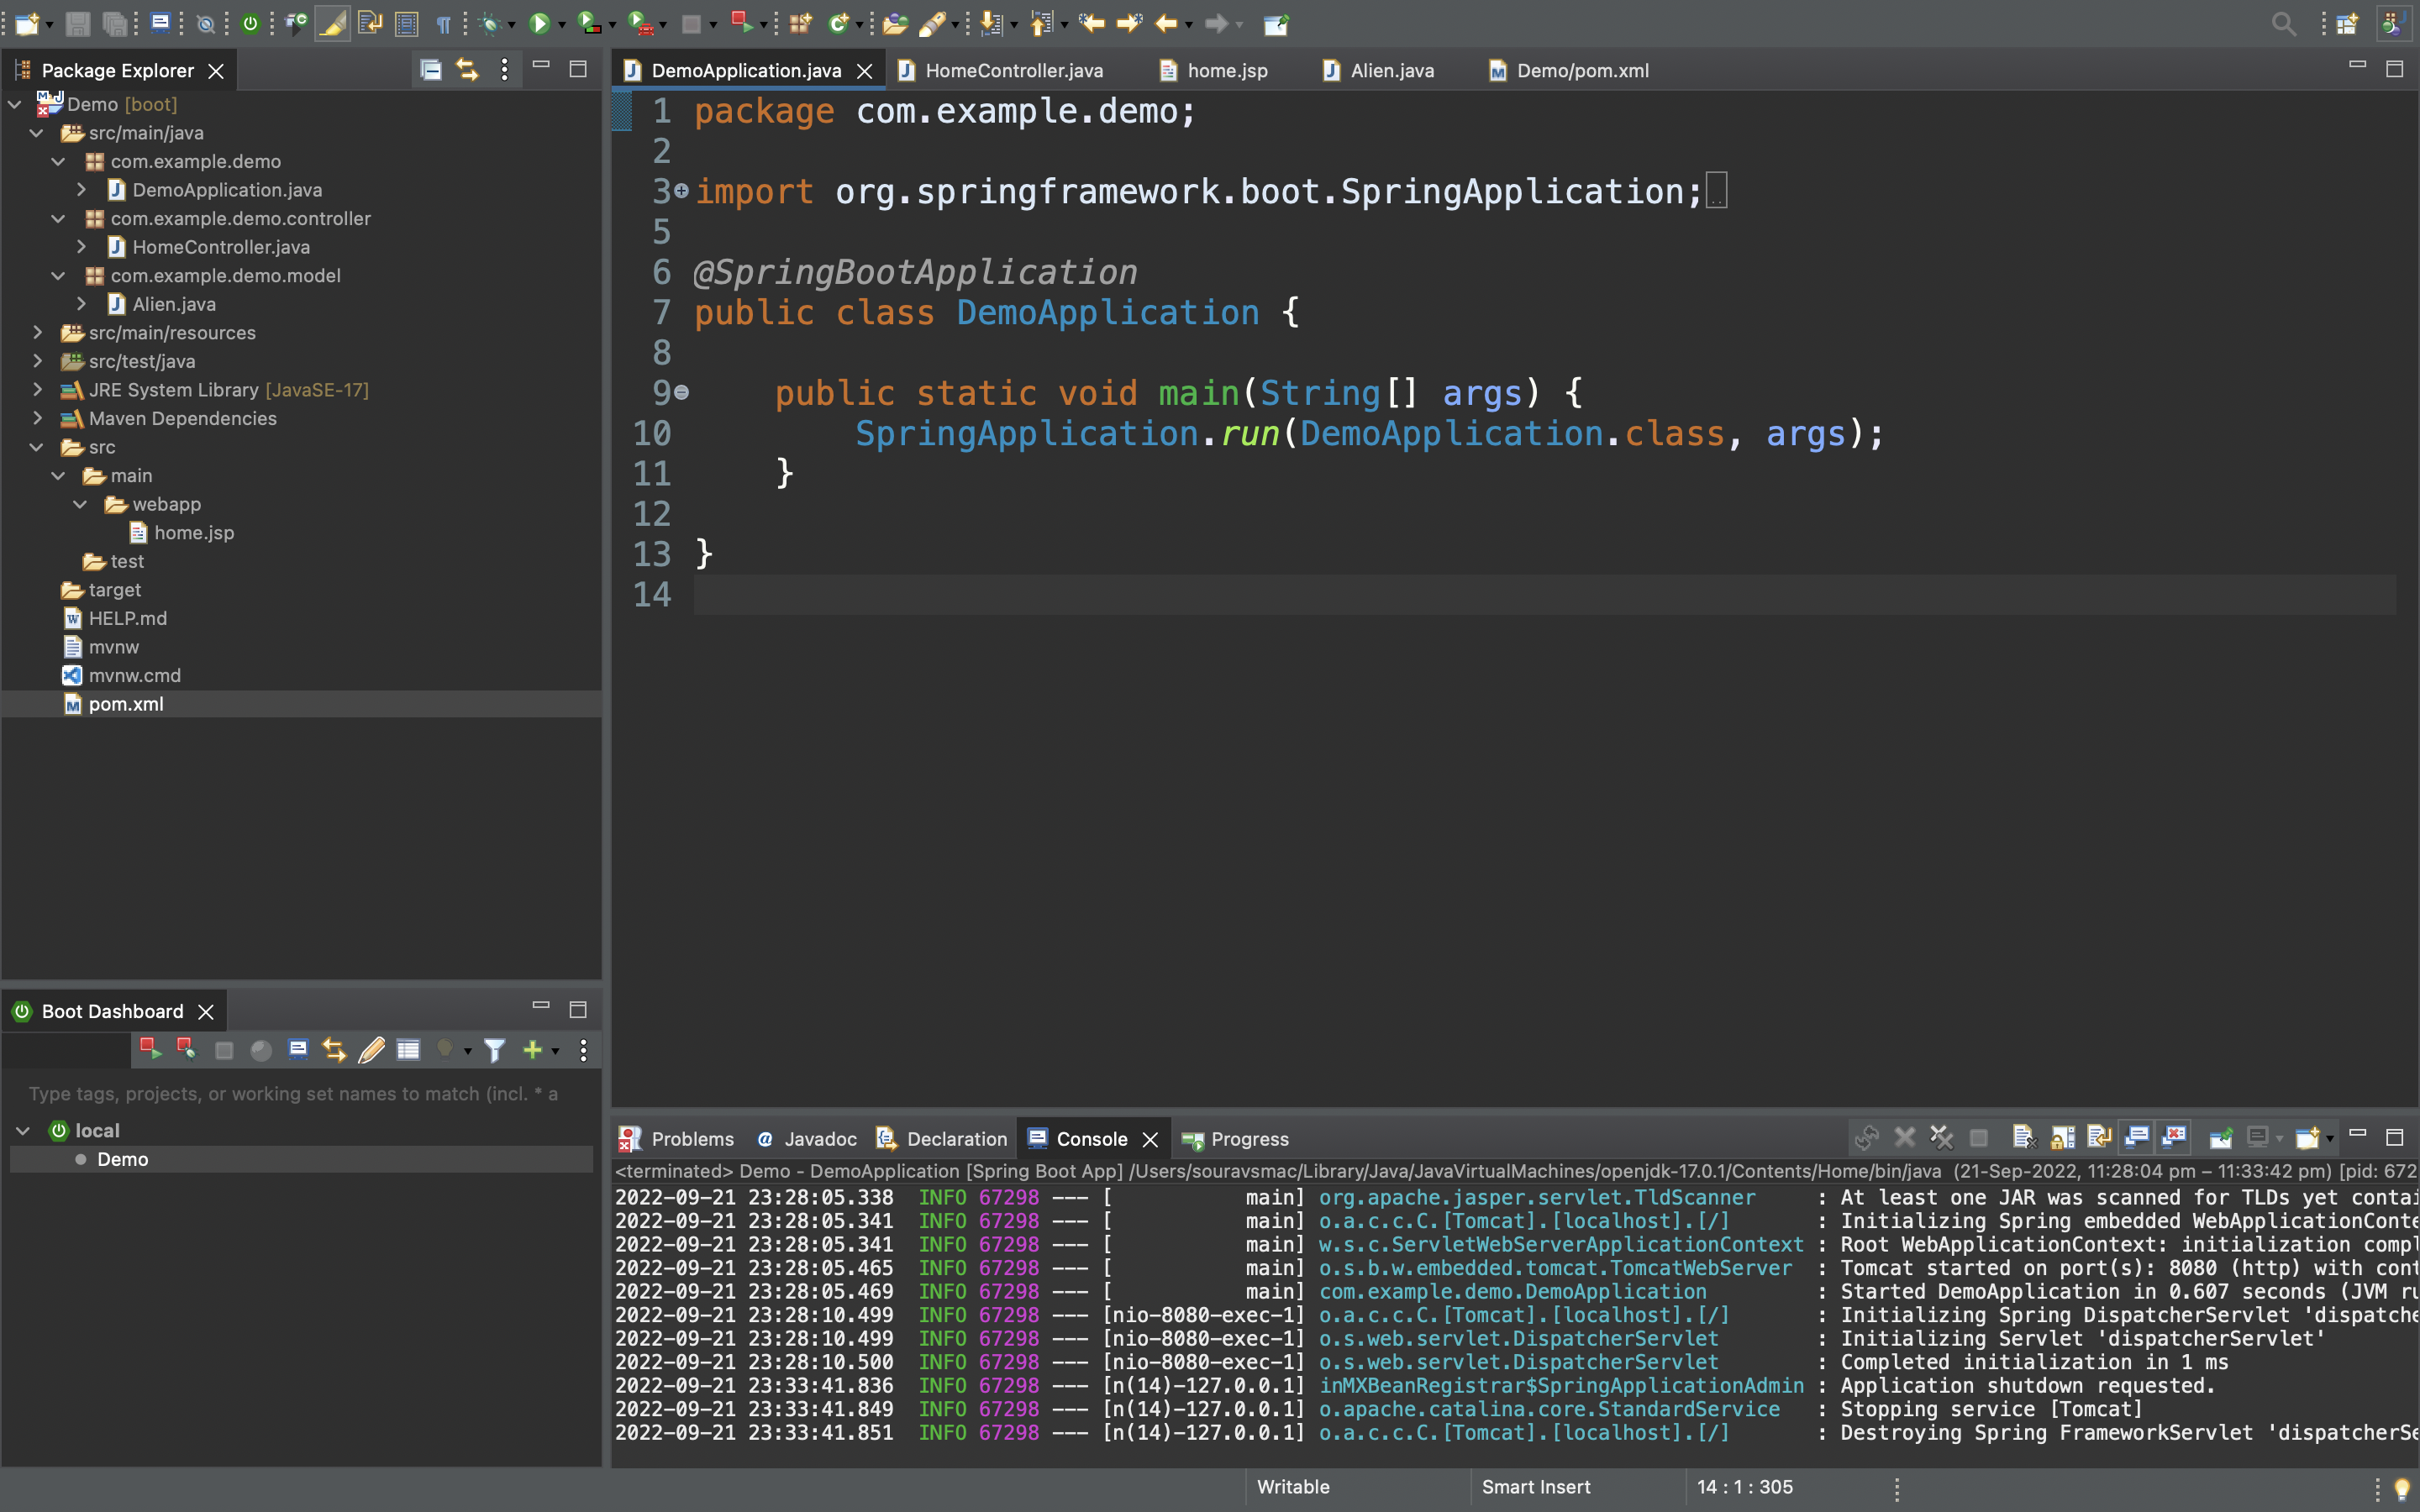 Package Explorer
Demo [boot]
src/main/java
com.example.demo
DemoApplication.java
com.example.demo.controller
HomeController.java
com.example.demo.model
Alien.java
src/main/resources
src/test/java
JRE System Library [JavaSE-17]
Maven Dependencies
src
main
webapp
home.jsp
test
target
HELP.md
mvnw
mvnw.cmd
pom.xml
Boot Dashboard
Type tags, projects, or working set names to match (incl. * a
local
Demo
DemoApplication.java HomeController.java home.jsp Alien.java Demo/pom.xml
1 package com.example.demo;
2
3 import org.springframework.boot.SpringApplication;
5
6 @SpringBootApplication
7 public class DemoApplication {
8
9 public static void main(String[] args) {
10 SpringApplication.run(DemoApplication.class, args);
11 }
12
13 }
14
Problems Javadoc Declaration Console Progress
<terminated> Demo - DemoApplication [Spring Boot App] /Users/souravsmac/Library/Java/JavaVirtualMachines/openjdk-17.0.1/Contents/Home/bin/java (21-Sep-2022, 11:28:04 pm – 11:33:42 pm) [pid: 672
2022-09-21 23:28:05.338 INFO 67298 --- [ main] org.apache.jasper.servlet.TldScanner : At least one JAR was scanned for TLDs yet contai
2022-09-21 23:28:05.341 INFO 67298 --- [ main] o.a.c.c.C.[Tomcat].[localhost].[/] : Initializing Spring embedded WebApplicationConte
2022-09-21 23:28:05.341 INFO 67298 --- [ main] w.s.c.ServletWebServerApplicationContext : Root WebApplicationContext: initialization compl
2022-09-21 23:28:05.465 INFO 67298 --- [ main] o.s.b.w.embedded.tomcat.TomcatWebServer : Tomcat started on port(s): 8080 (http) with cont
2022-09-21 23:28:05.469 INFO 67298 --- [ main] com.example.demo.DemoApplication : Started DemoApplication in 0.607 seconds (JVM ru
2022-09-21 23:28:10.499 INFO 67298 --- [nio-8080-exec-1] o.a.c.c.C.[Tomcat].[localhost].[/] : Initializing Spring DispatcherServlet 'dispatche
2022-09-21 23:28:10.499 INFO 67298 --- [nio-8080-exec-1] o.s.web.servlet.DispatcherServlet : Initializing Servlet 'dispatcherServlet'
2022-09-21 23:28:10.500 INFO 67298 --- [nio-8080-exec-1] o.s.web.servlet.DispatcherServlet : Completed initialization in 1 ms
2022-09-21 23:33:41.836 INFO 67298 --- [n(14)-127.0.0.1] inMXBeanRegistrar$SpringApplicationAdmin : Application shutdown requested.
2022-09-21 23:33:41.849 INFO 67298 --- [n(14)-127.0.0.1] o.apache.catalina.core.StandardService : Stopping service [Tomcat]
2022-09-21 23:33:41.851 INFO 67298 --- [n(14)-127.0.0.1] o.a.c.c.C.[Tomcat].[localhost].[/] : Destroying Spring FrameworkServlet 'dispatcherSe
Writable Smart Insert 14 : 1 : 305